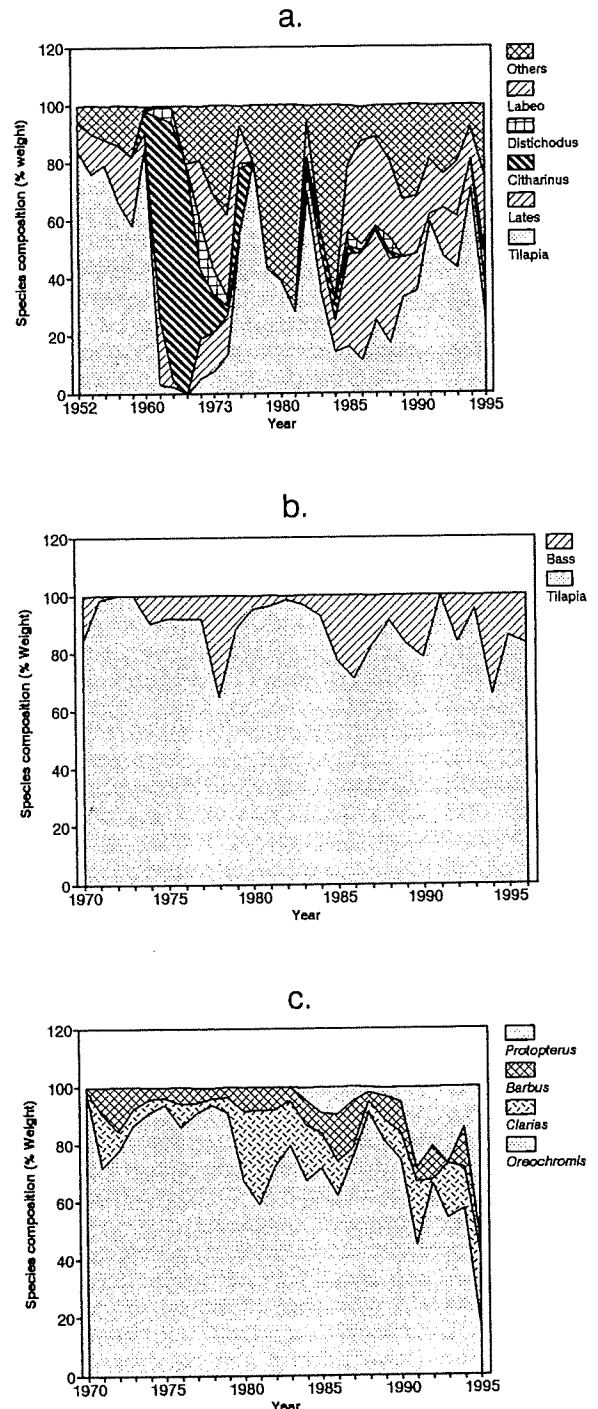 a.
120
100
80
60
40
20
0
Species composition (% weight)
1952 1960 1973 1980 1985 1990 1995
Year
Others
Labeo
Distichodus
Citharinus
Lates
Tilapia
b.
120
100
80
60
40
20
0
Species composition (% Weight)
1970 1975 1980 1985 1990 1995
Year
Bass
Tilapia
c.
120
100
80
60
40
20
0
Species composition (% Weight)
1970 1975 1980 1985 1990 1995
Year
Protopterus
Barbus
Clarias
Oreochromis